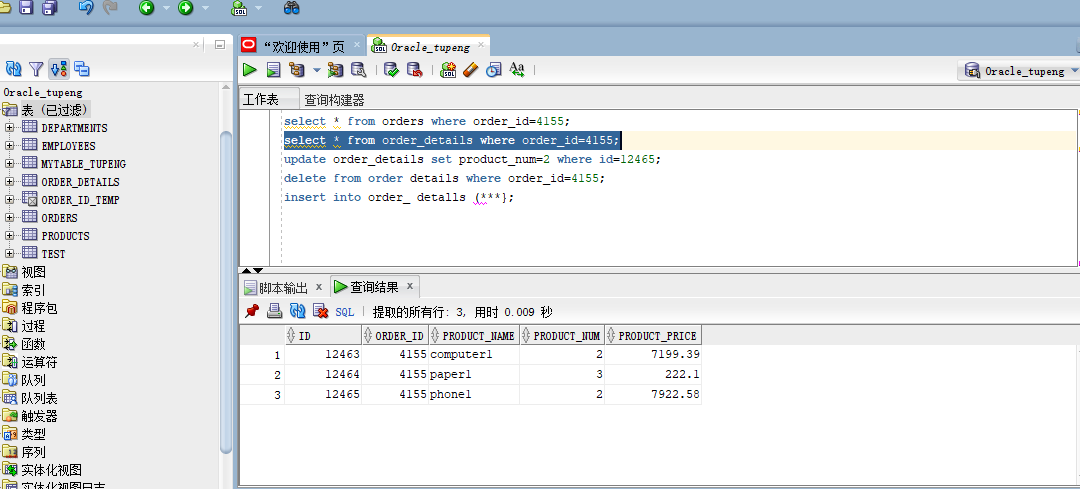 "欢迎使用"页
Oracle_tupeng
Oracle_tupeng
Oracle_tupeng
表 (已过滤)
DEPARTMENTS
EMPLOYEES
MYTABLE_TUPENG
ORDER_DETAILS
ORDER_ID_TEMP
ORDERS
PRODUCTS
TEST
视图
索引
程序包
过程
函数
运算符
队列
队列表
触发器
类型
序列
实体化视图
实体化视图日志
工作表 查询构建器
select * from orders where order_id=4155;
select * from order_details where order_id=4155;
update order_details set product_num=2 where id=12465;
delete from order details where order_id=4155;
insert into order_ detalls (***};
脚本输出 × 查询结果 ×
SQL | 提取的所有行: 3, 用时 0.009 秒
ID ORDER_ID PRODUCT_NAME PRODUCT_NUM PRODUCT_PRICE
1 12463 4155 computer1 2 7199.39
2 12464 4155 paper1 3 222.1
3 12465 4155 phone1 2 7922.58